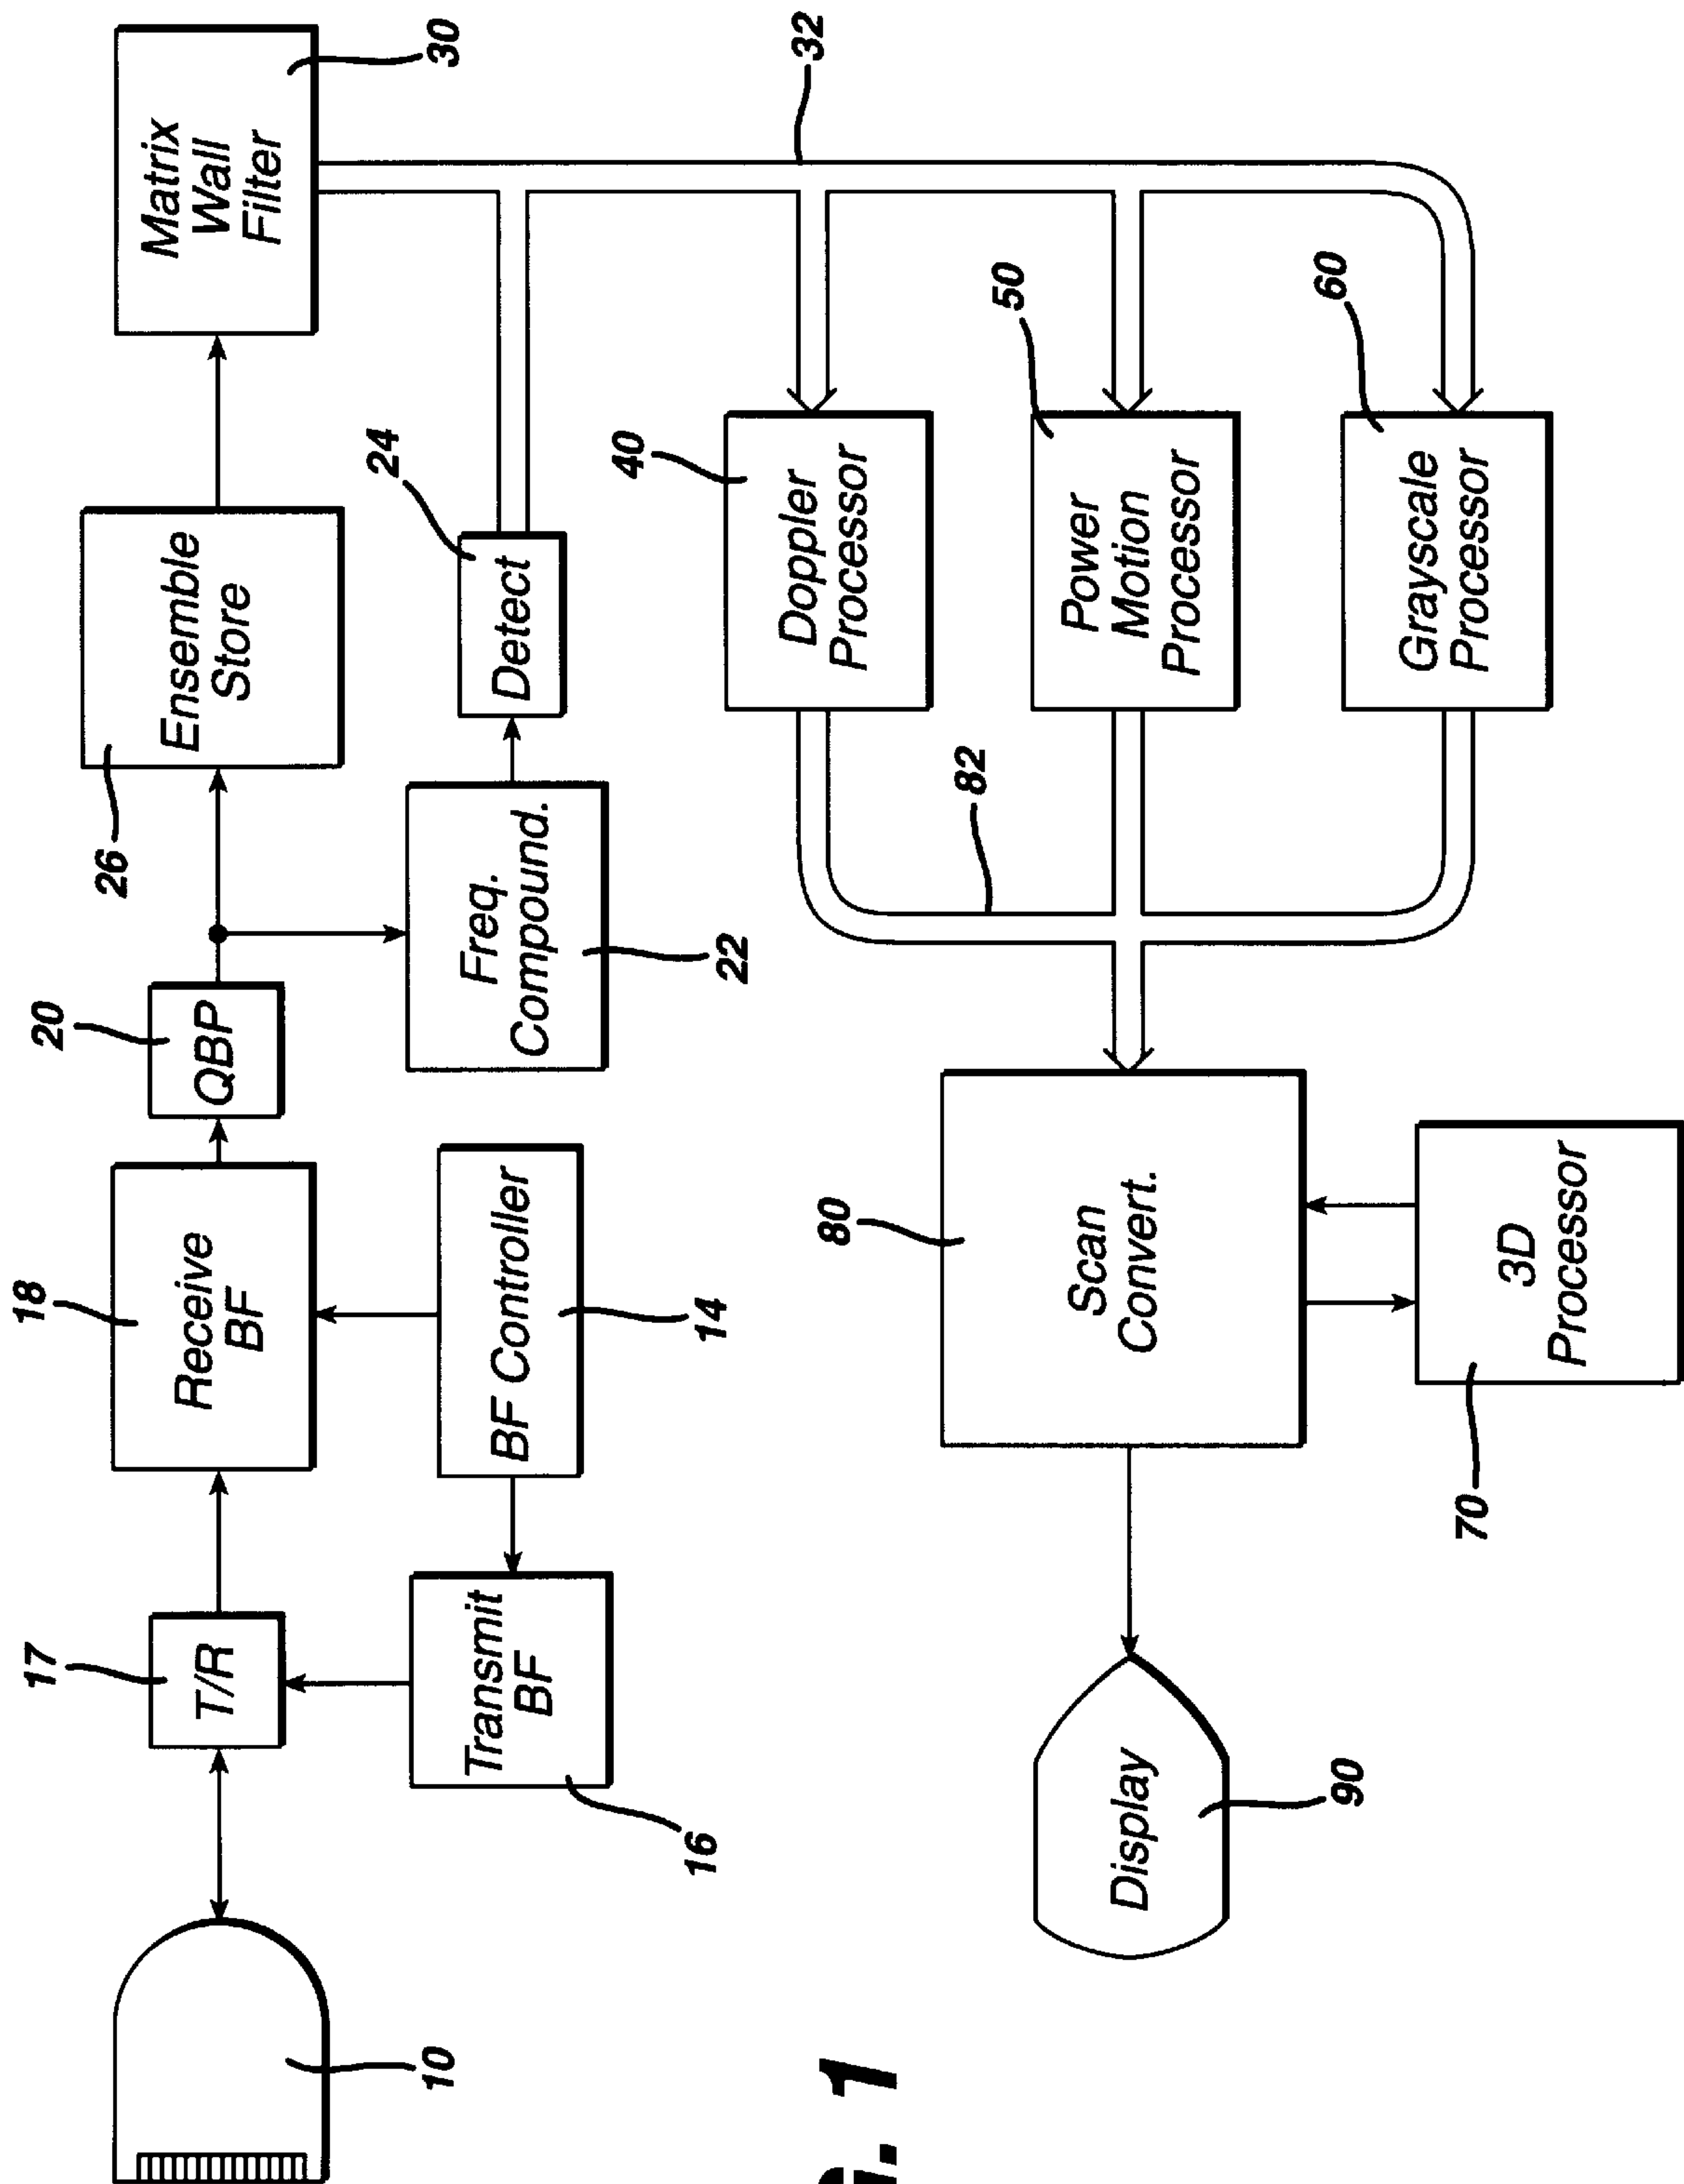 10
17
T/R
Transmit
BF
16
18
Receive
BF
BF Controller
14
20
QBP
Freq.
Compound.
22
26
Ensemble
Store
24
Detect
Matrix
Wall
Filter
30
32
40
Doppler
Processor
50
Power
Motion
Processor
60
Grayscale
Processor
82
80
Scan
Convert.
3D
Processor
70
Display
90
G. 1